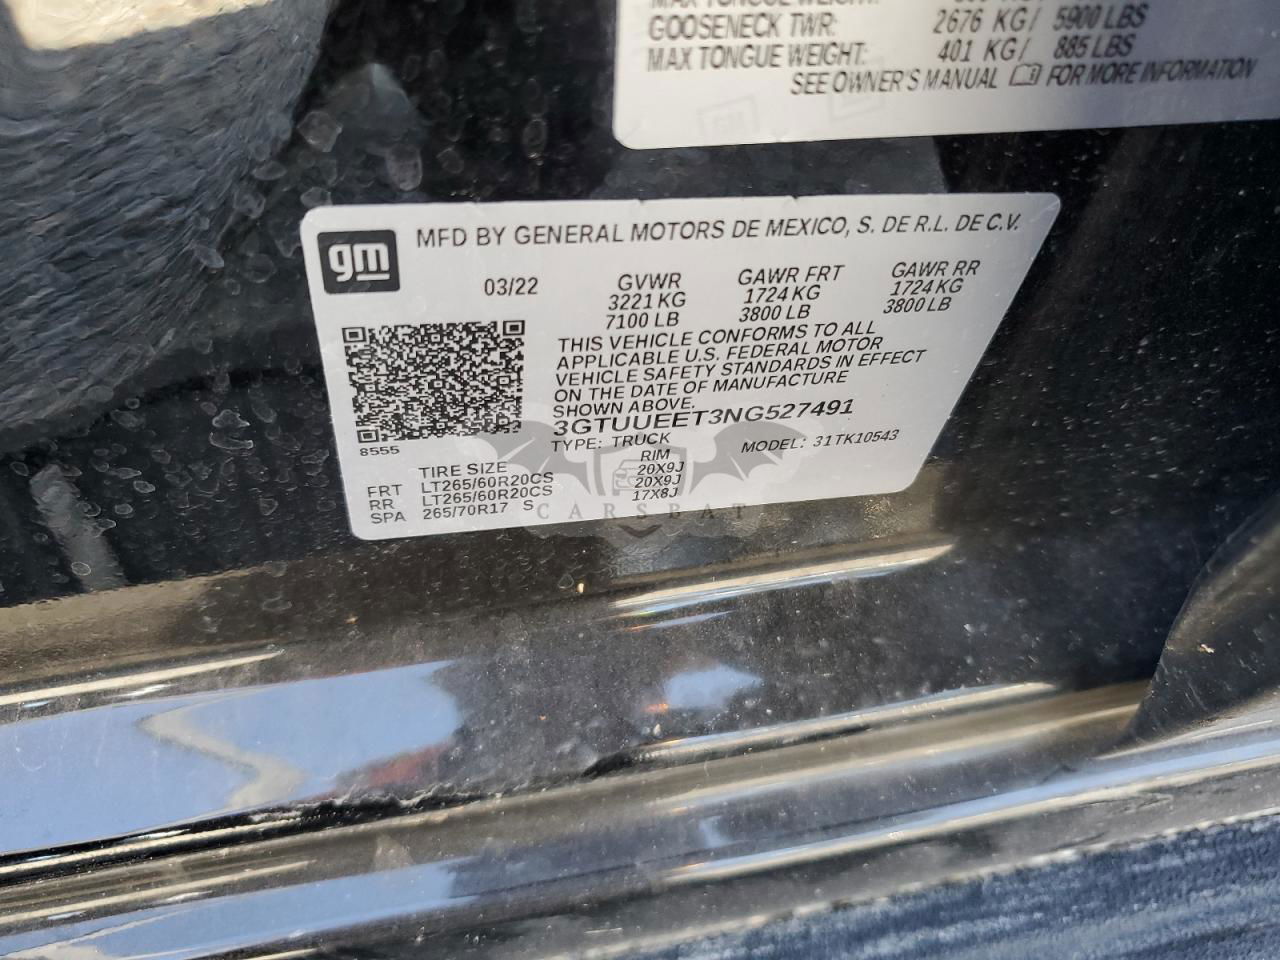 MAX TONGUE WEIGHT:
GOOSENECK TWR: 2676 KG/ 5900 LBS
MAX TONGUE WEIGHT: 401 KG/ 885 LBS
SEE OWNER'S MANUAL FOR MORE INFORMATION
GM
gm
MFD BY GENERAL MOTORS DE MEXICO, S. DE R.L. DE C.V.
03/22 GVWR GAWR FRT GAWR RR
3221 KG 1724 KG 1724 KG
7100 LB 3800 LB 3800 LB
THIS VEHICLE CONFORMS TO ALL
APPLICABLE U.S. FEDERAL MOTOR
VEHICLE SAFETY STANDARDS IN EFFECT
ON THE DATE OF MANUFACTURE
SHOWN ABOVE.
3GTUUEET3NG527491
8555
TYPE: TRUCK MODEL: 31TK10543
TIRE SIZE RIM
FRT LT265/60R20CS 20X9J
RR LT265/60R20CS 20X9J
SPA 265/70R17 S 17X8J
CARSBAT